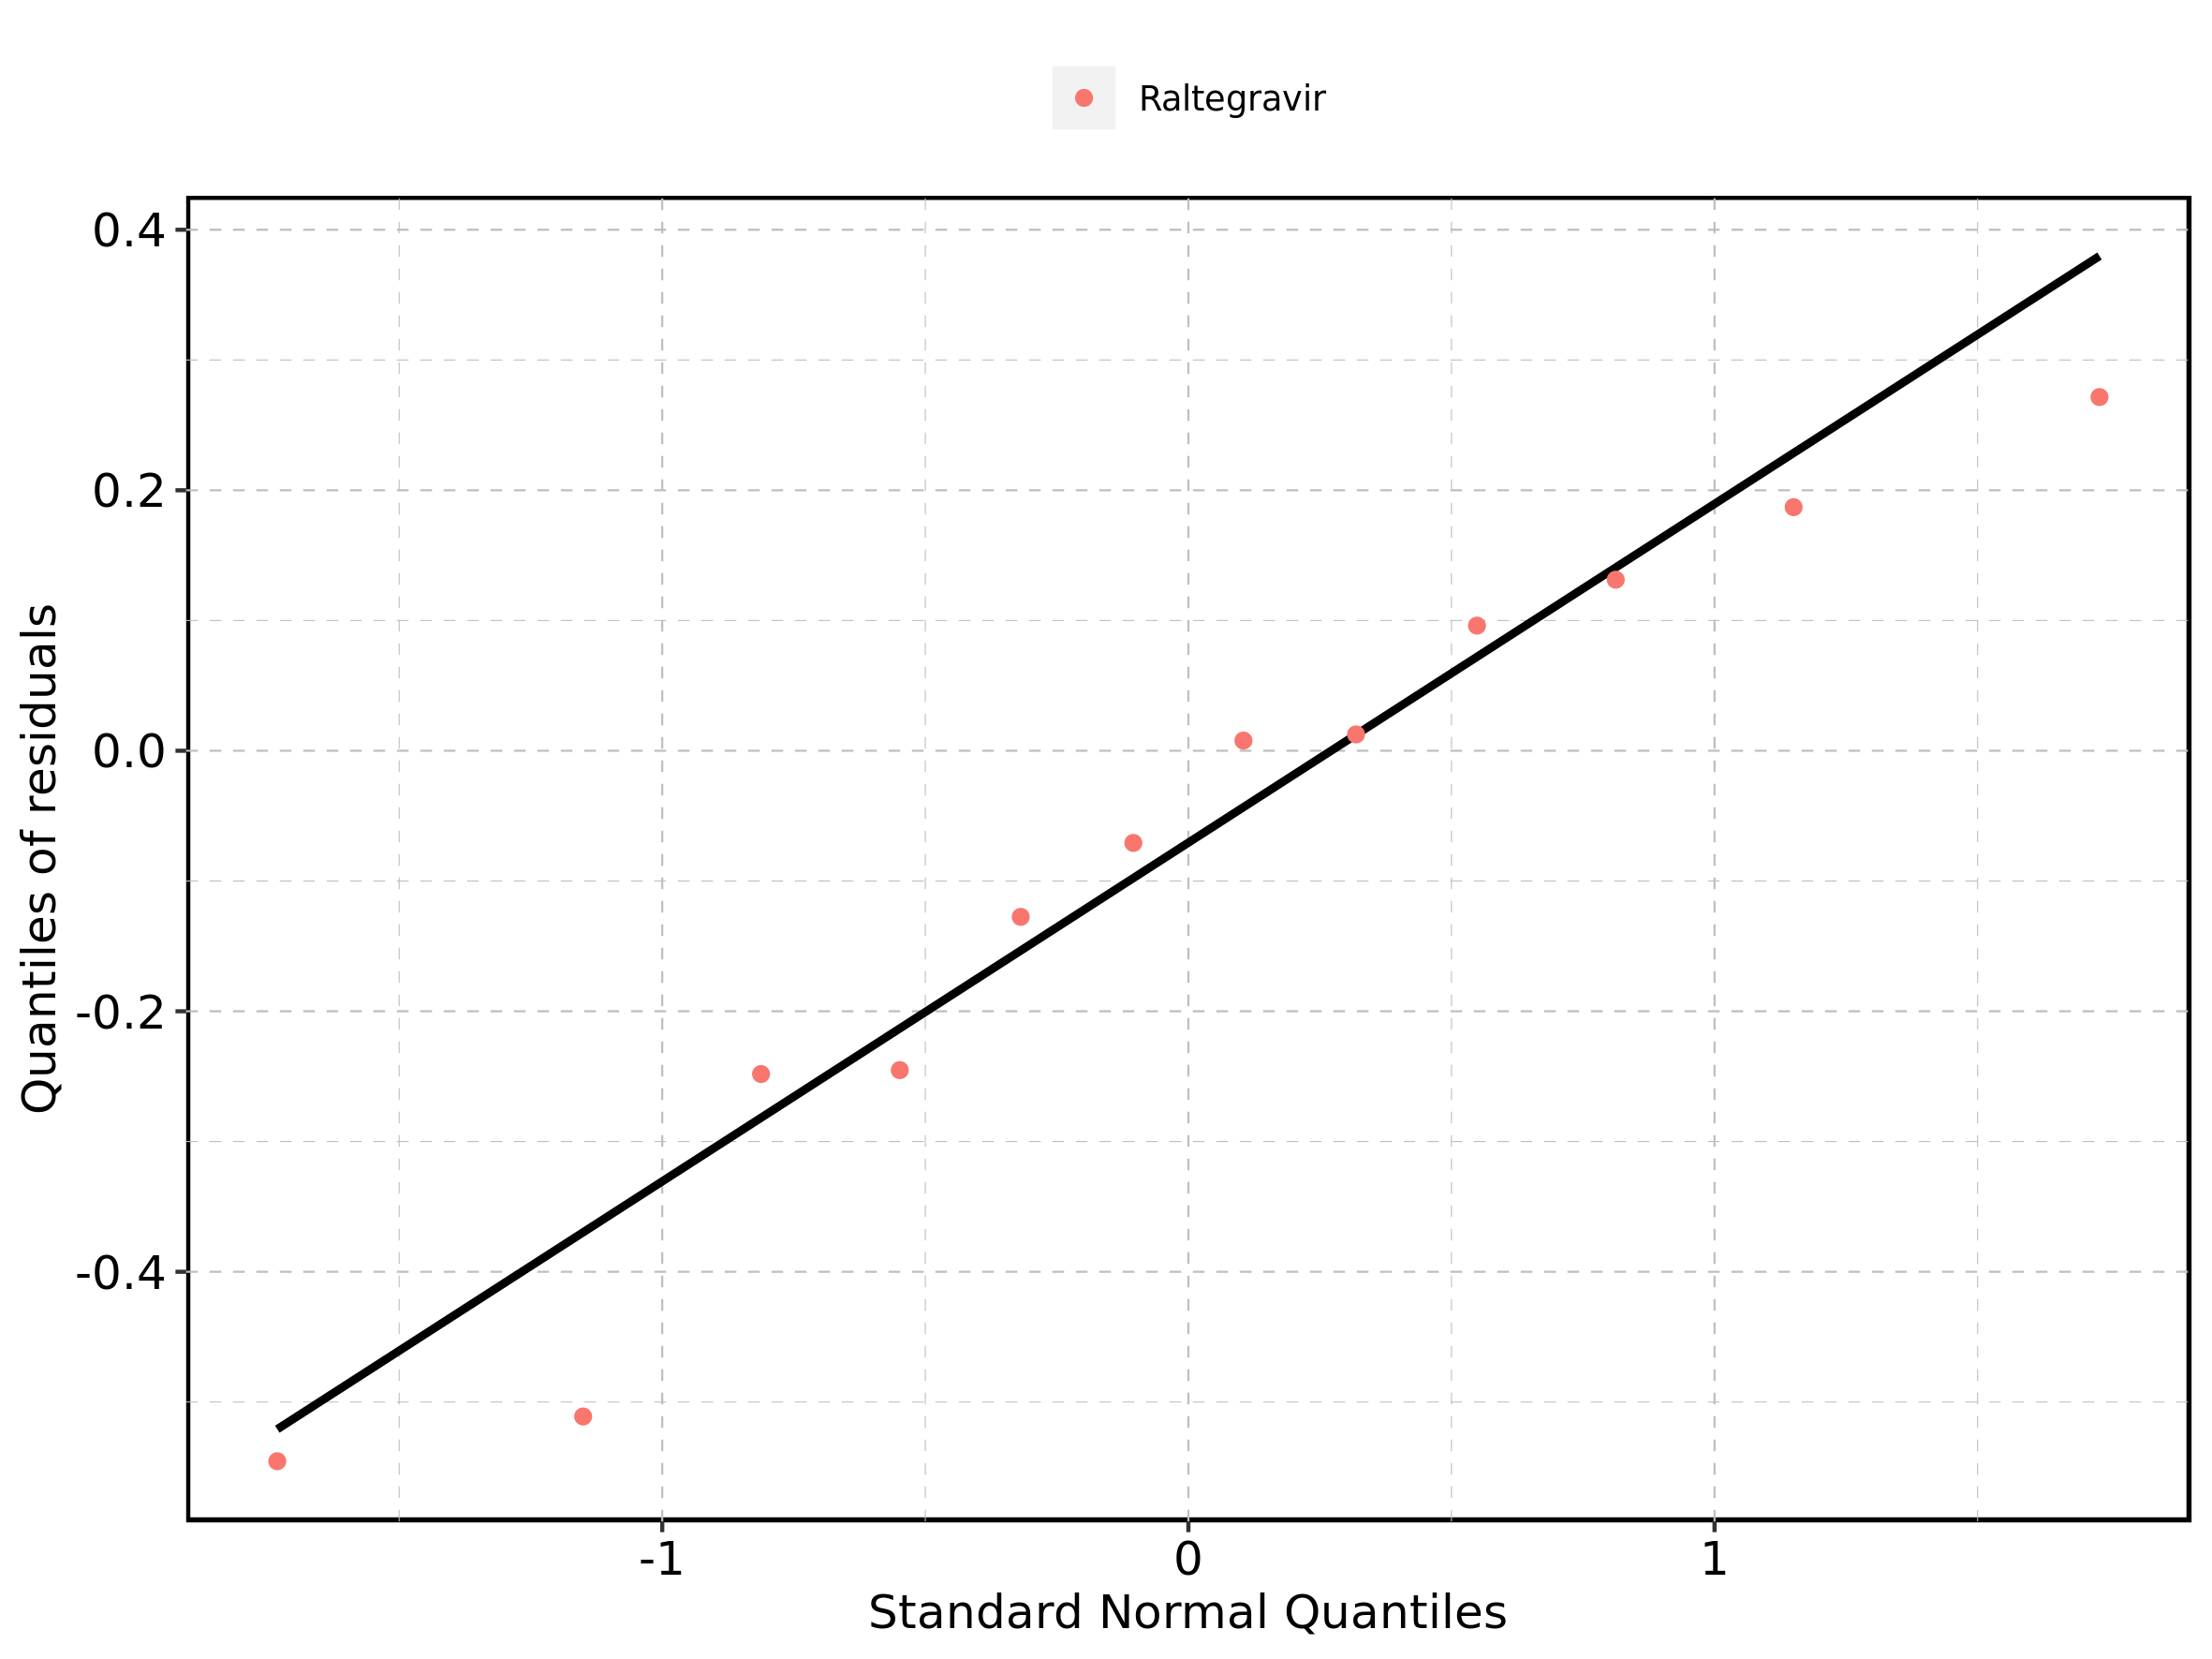 Raltegravir
0.4
0.2
0.0
-0.2
-0.4
Quantiles of residuals
-1 0 1
Standard Normal Quantiles